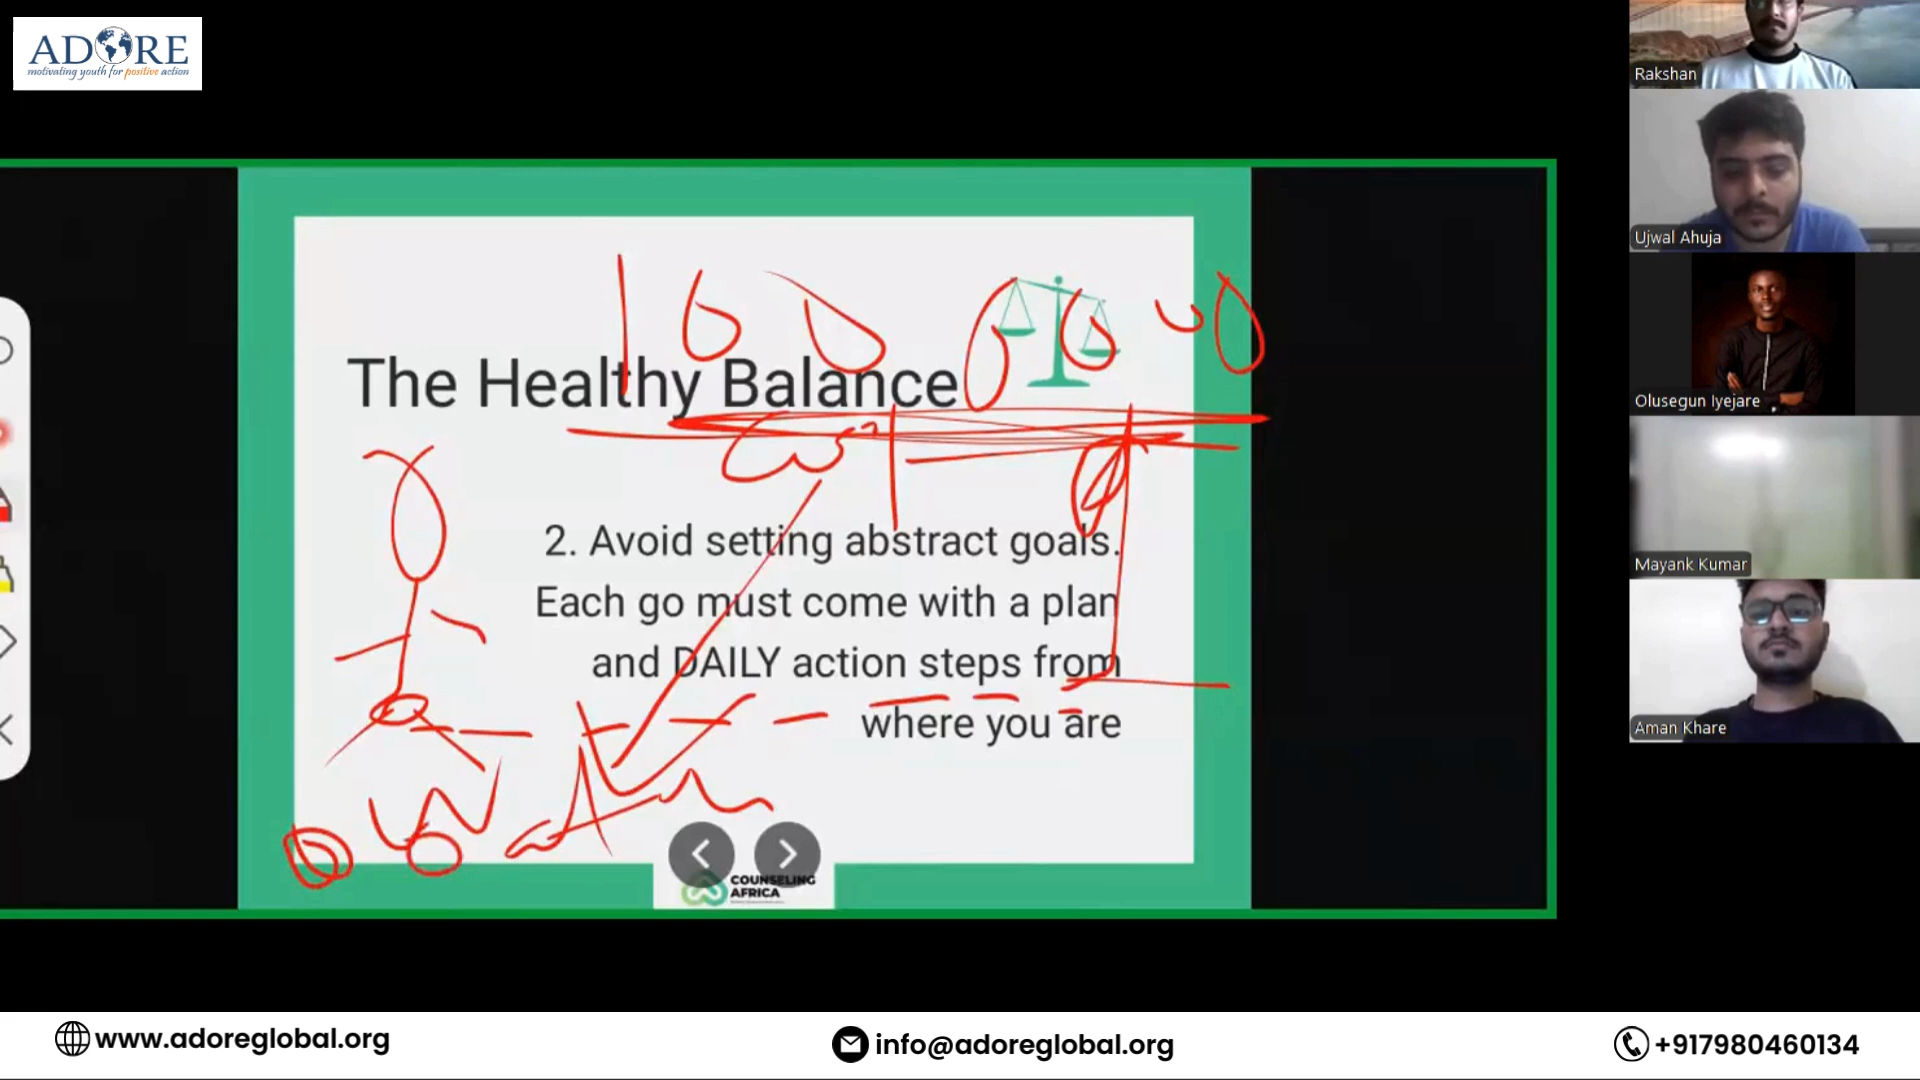 ADORE
motivating youth for positive action
The Healthy Balance
2. Avoid setting abstract goals.
Each go must come with a plan
and DAILY action steps from
where you are
COUNSELING
AFRICA
Rakshan
Ujwal Ahuja
Olusegun Iyejare
Mayank Kumar
Aman Khare
www.adoreglobal.org
info@adoreglobal.org
+917980460134